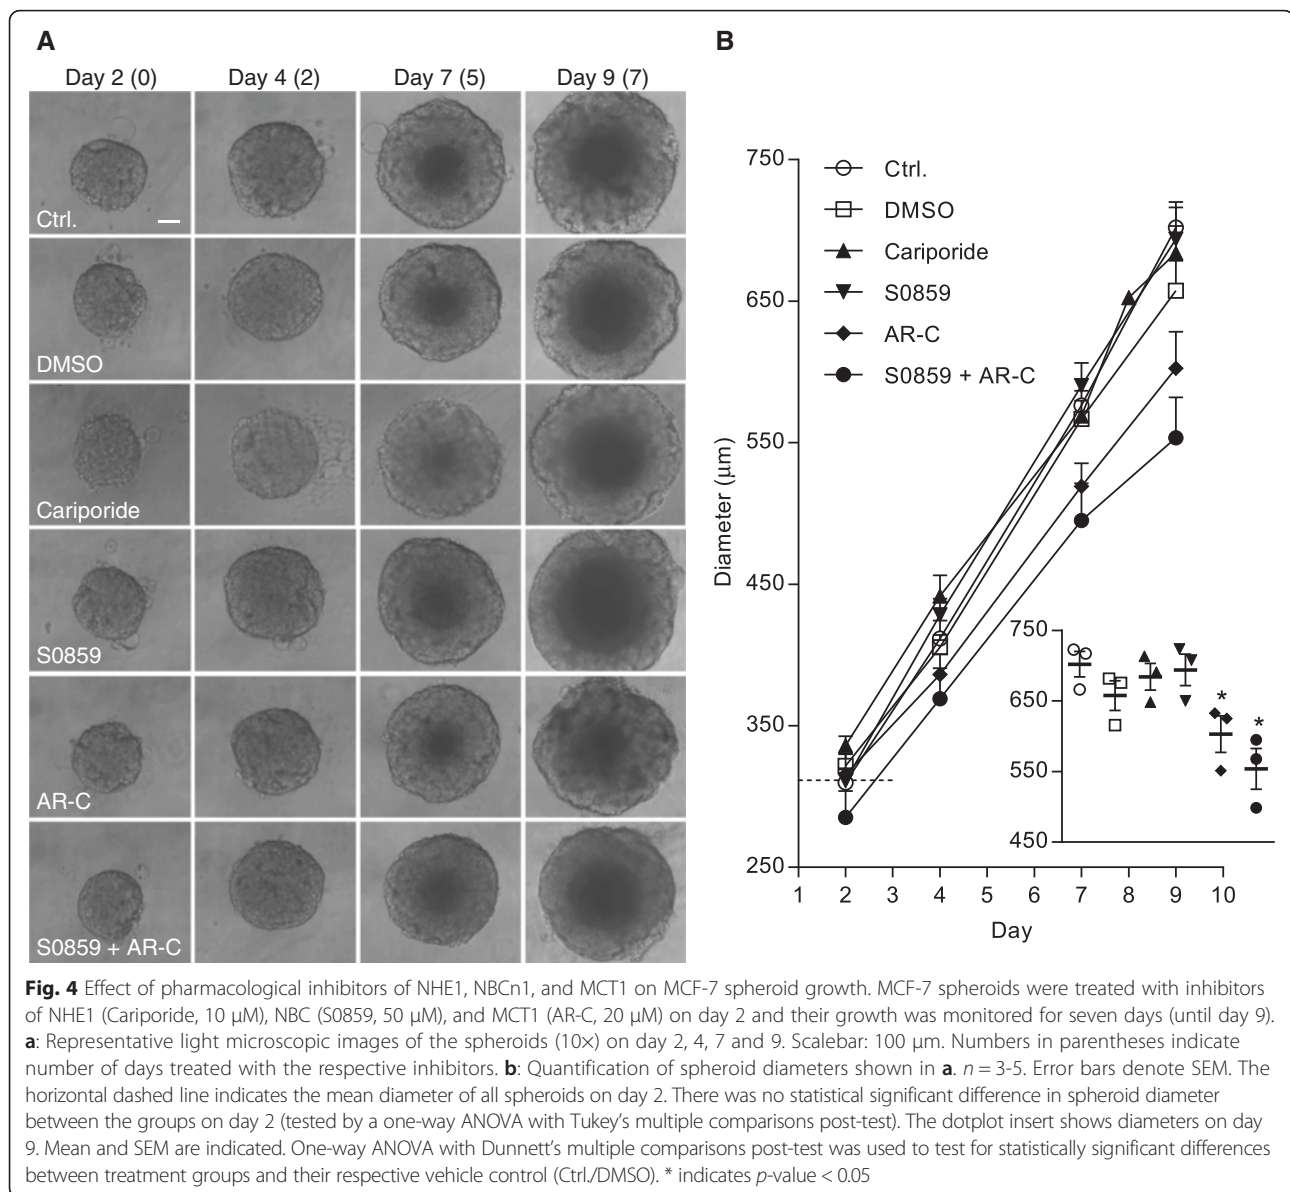 A
Day 2 (0) Day 4 (2) Day 7 (5) Day 9 (7)
Ctrl.
DMSO
Cariporide
S0859
AR-C
S0859 + AR-C
B
Ctrl.
DMSO
Cariporide
S0859
AR-C
S0859 + AR-C
750
650
550
450
350
250
Diameter (μm)
1 2 3 4 5 6 7 8 9 10
Day
750
650
550
450
*
*
Fig. 4 Effect of pharmacological inhibitors of NHE1, NBCn1, and MCT1 on MCF-7 spheroid growth. MCF-7 spheroids were treated with inhibitors
of NHE1 (Cariporide, 10 μM), NBC (S0859, 50 μM), and MCT1 (AR-C, 20 μM) on day 2 and their growth was monitored for seven days (until day 9).
a: Representative light microscopic images of the spheroids (10×) on day 2, 4, 7 and 9. Scalebar: 100 μm. Numbers in parentheses indicate
number of days treated with the respective inhibitors. b: Quantification of spheroid diameters shown in a. n = 3-5. Error bars denote SEM. The
horizontal dashed line indicates the mean diameter of all spheroids on day 2. There was no statistical significant difference in spheroid diameter
between the groups on day 2 (tested by a one-way ANOVA with Tukey's multiple comparisons post-test). The dotplot insert shows diameters on day
9. Mean and SEM are indicated. One-way ANOVA with Dunnett's multiple comparisons post-test was used to test for statistically significant differences
between treatment groups and their respective vehicle control (Ctrl./DMSO). * indicates p-value < 0.05